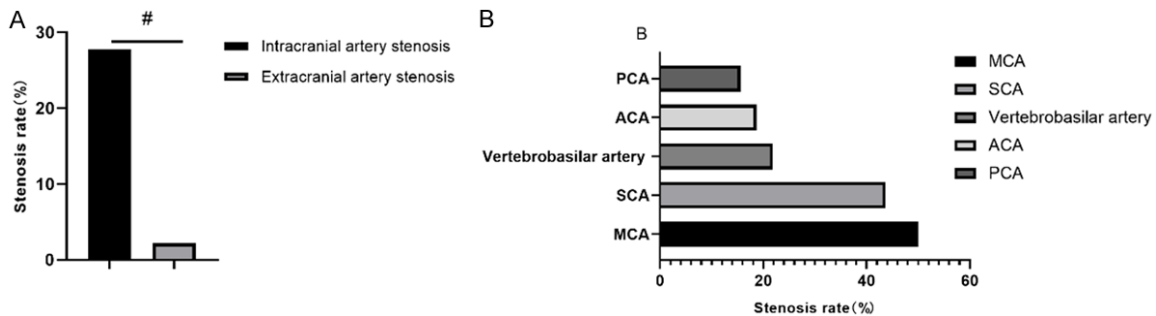 A
#
30
20
10
0
Stenosis rate(%)
Intracranial artery stenosis
Extracranial artery stenosis
B
B
PCA
ACA
Vertebrobasilar artery
SCA
MCA
0 20 40 60
Stenosis rate(%)
MCA
SCA
Vertebrobasilar artery
ACA
PCA